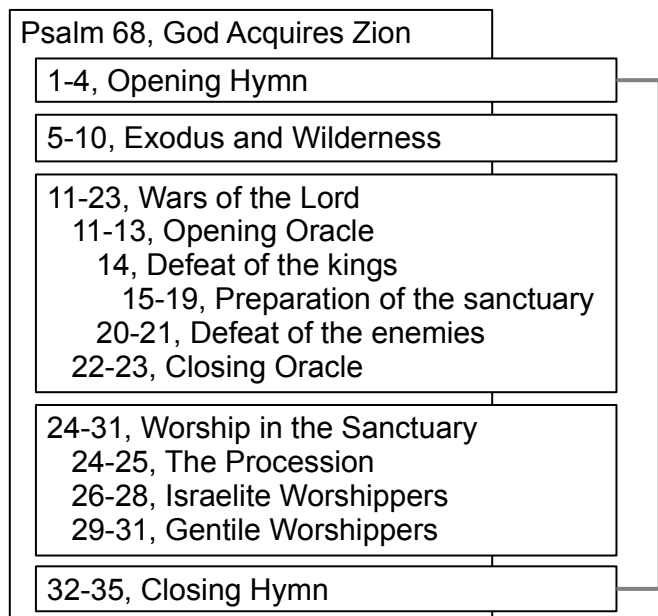 Psalm 68, God Acquires Zion
1-4, Opening Hymn
5-10, Exodus and Wilderness
11-23, Wars of the Lord
11-13, Opening Oracle
14, Defeat of the kings
15-19, Preparation of the sanctuary
20-21, Defeat of the enemies
22-23, Closing Oracle
24-31, Worship in the Sanctuary
24-25, The Procession
26-28, Israelite Worshippers
29-31, Gentile Worshippers
32-35, Closing Hymn